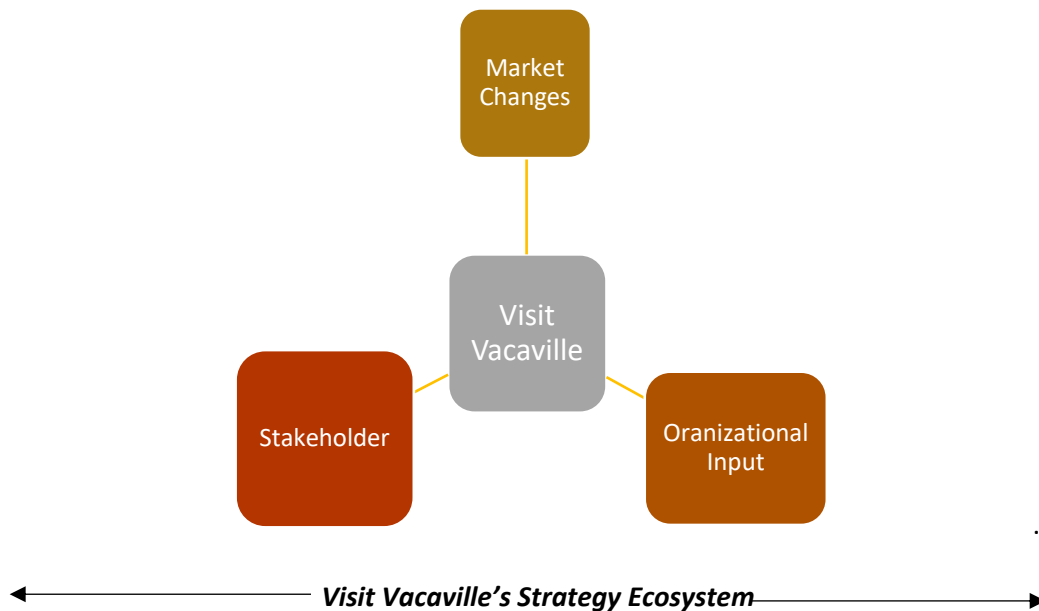 Market
Changes
Visit
Vacaville
Stakeholder
Oranizational
Input
.
Visit Vacaville’s Strategy Ecosystem